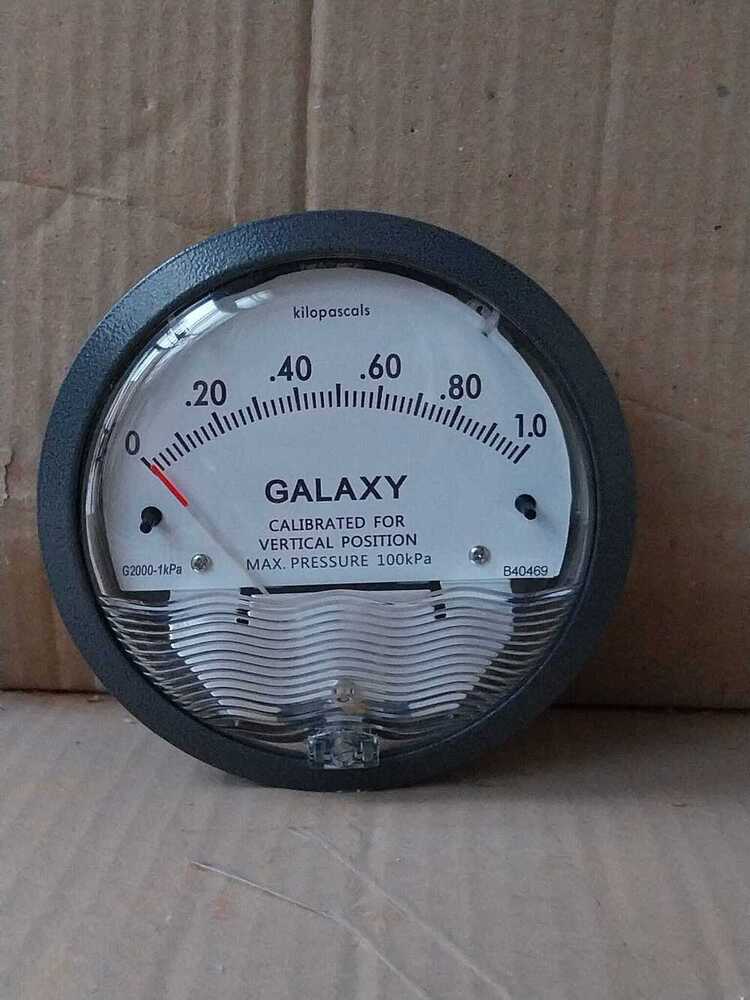 kilopascals
0 .20 .40 .60 .80 1.0
GALAXY
CALIBRATED FOR
VERTICAL POSITION
MAX. PRESSURE 100kPa
G2000-1kPa
B40469